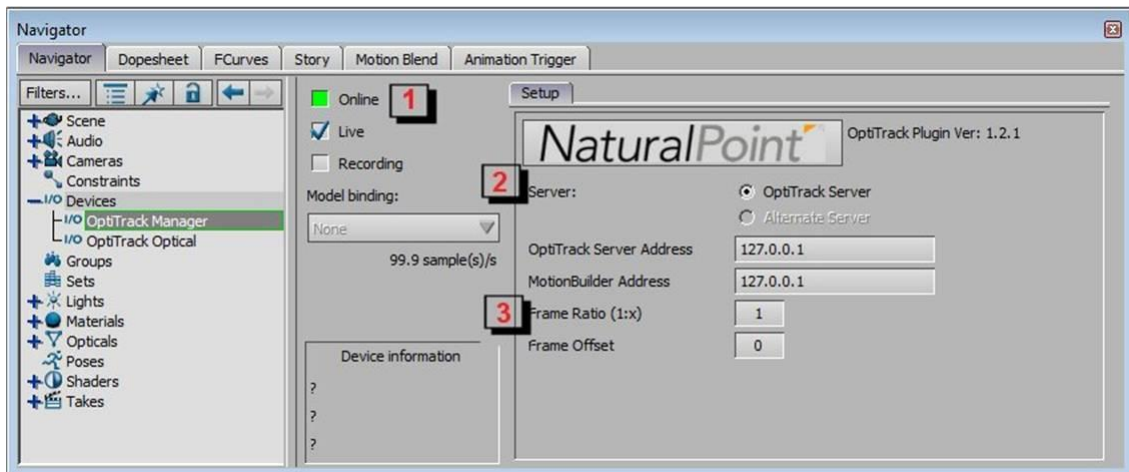 Navigator
Navigator Dopesheet FCurves Story Motion Blend Animation Trigger
Filters...
Scene
Audio
Cameras
Constraints
I/O Devices
I/O OptiTrack Manager
I/O OptiTrack Optical
Groups
Sets
Lights
Materials
Opticals
Poses
Shaders
Takes
Online 1
Live
Recording
Model binding:
None
99.9 sample(s)/s
Device information
?
?
?
Setup
NaturalPoint OptiTrack Plugin Ver: 1.2.1
2 Server: OptiTrack Server
Alternate Server
OptiTrack Server Address 127.0.0.1
MotionBuilder Address 127.0.0.1
3 Frame Ratio (1:x) 1
Frame Offset 0